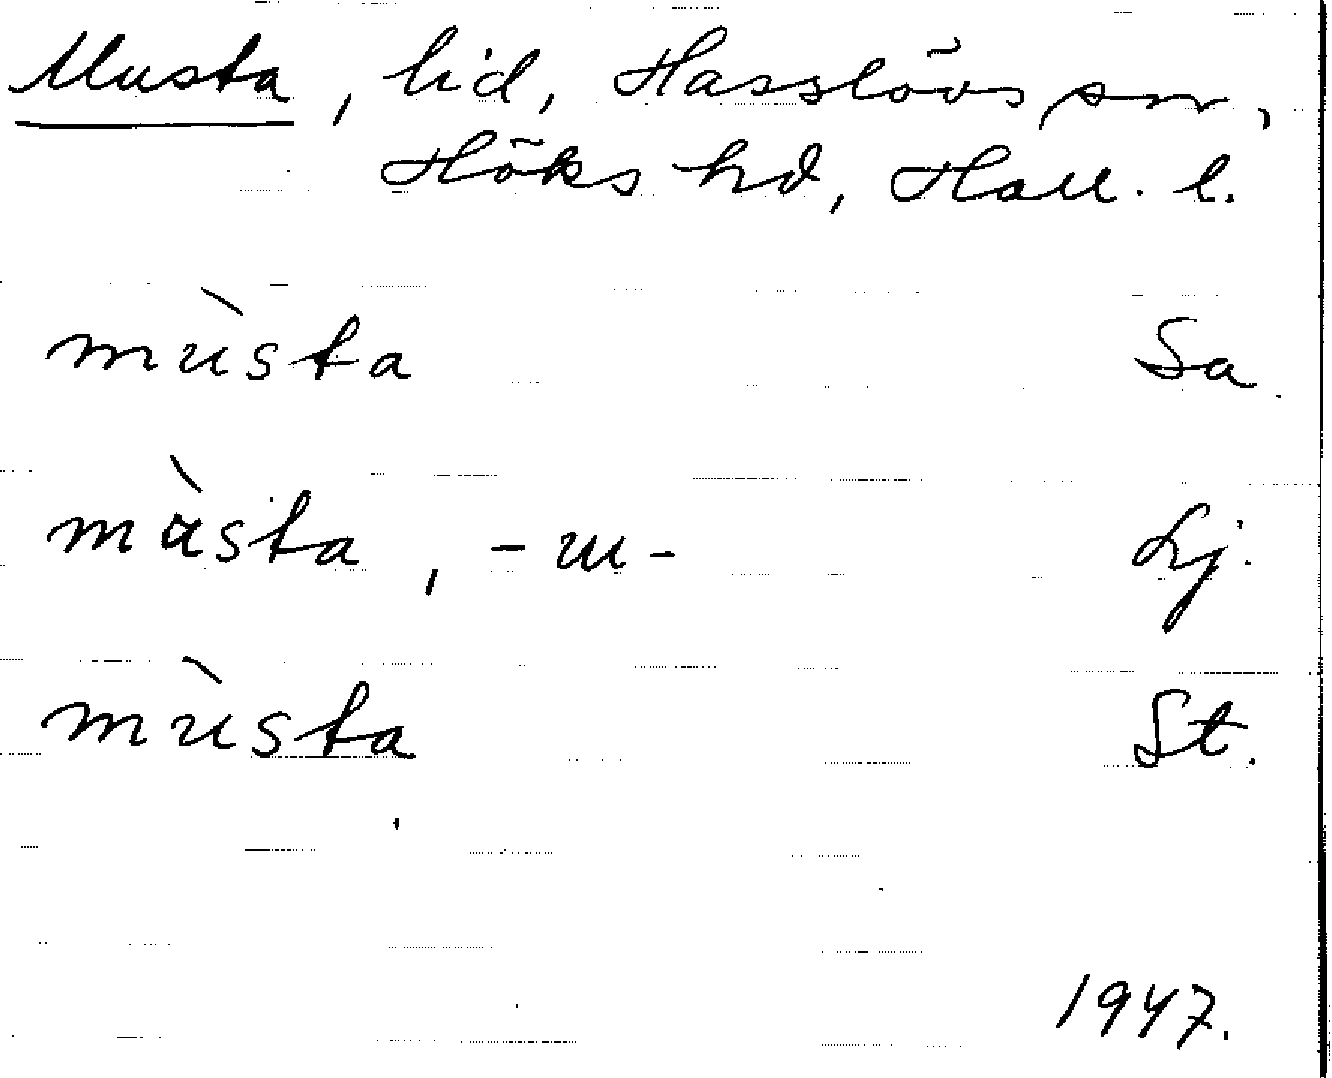 Musta, lid, Hasslövs sn,
Höks hd, Hall. l.
mùsta Sa.
màsta, -u- Lj.
mùsta St.
1947.